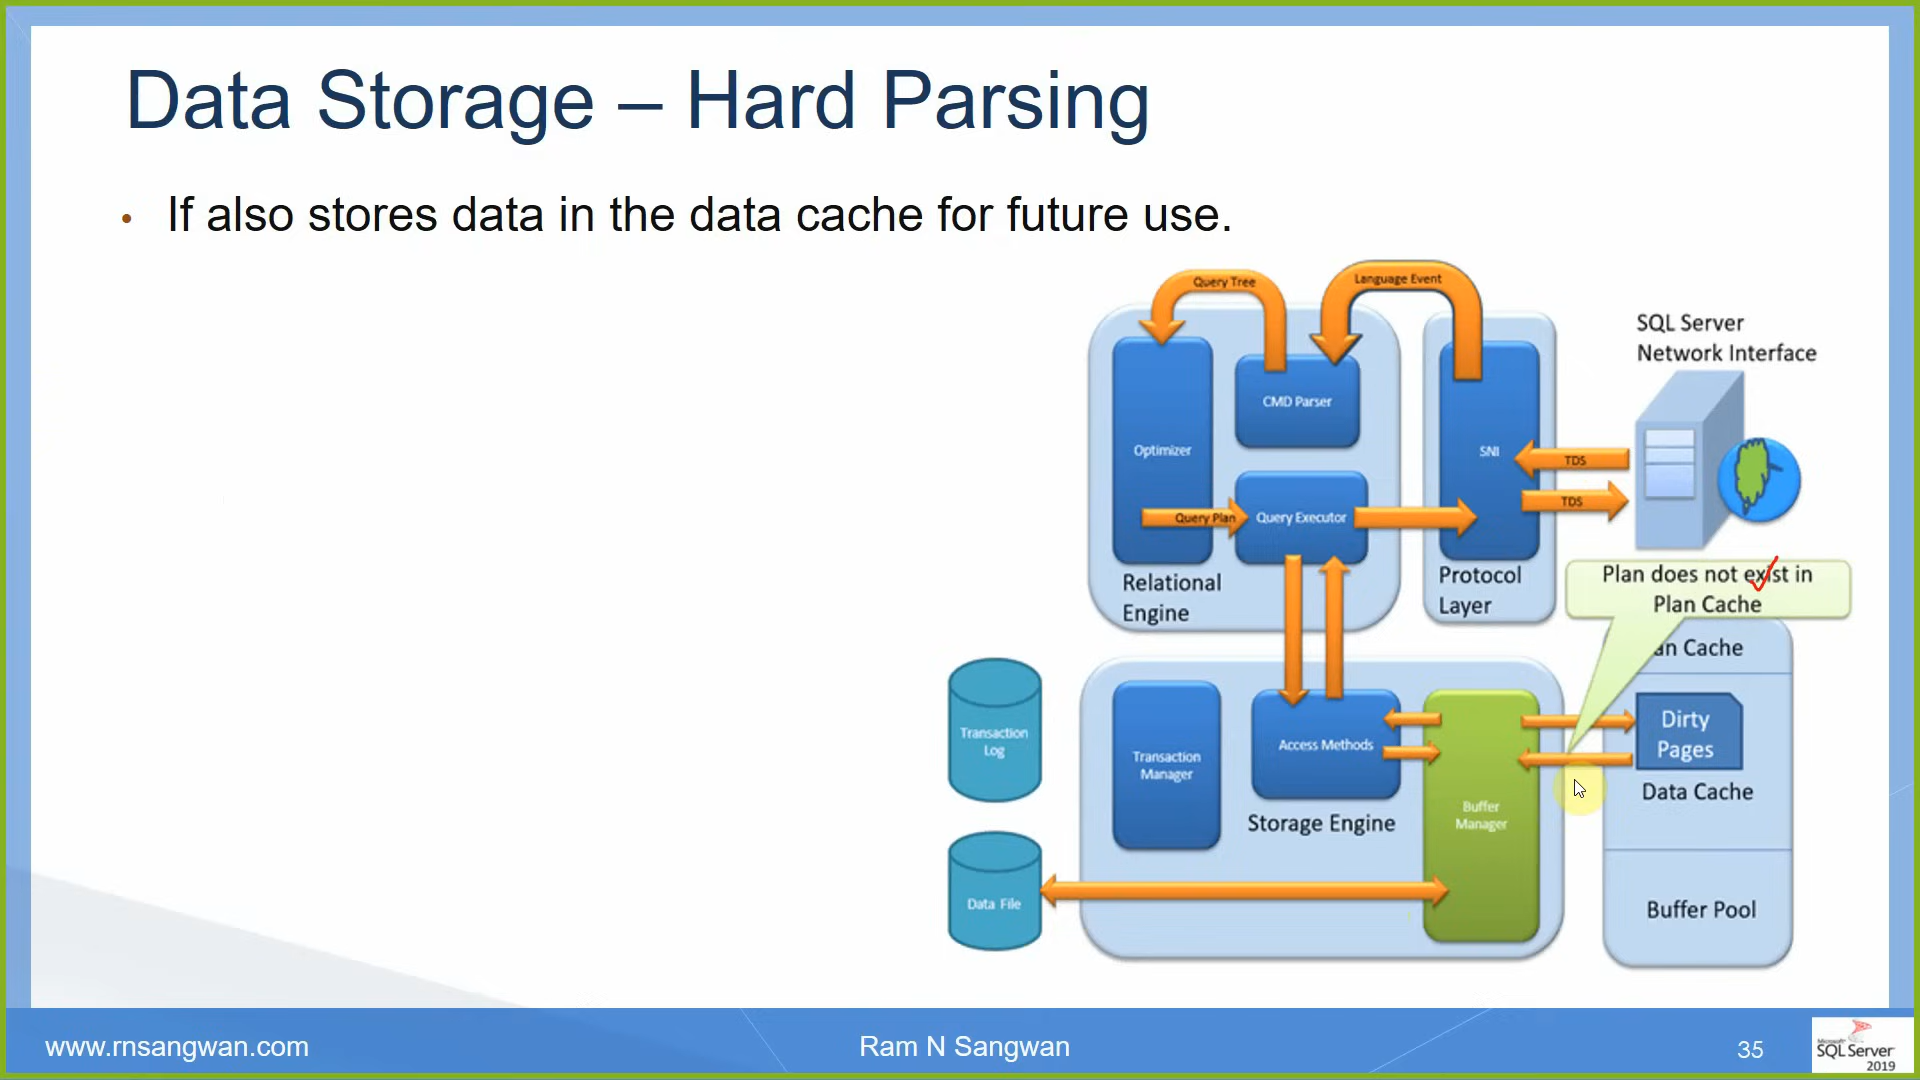 Data Storage – Hard Parsing
• If also stores data in the data cache for future use.
Query Tree
Language Event
SQL Server
Network Interface
CMD Parser
Optimizer
SNI
TDS
TDS
Query Plan
Query Executor
Relational
Engine
Protocol
Layer
Plan does not exist in
Plan Cache
an Cache
Transaction
Log
Transaction
Manager
Access Methods
Dirty
Pages
Data Cache
Storage Engine
Buffer
Manager
Data File
Buffer Pool
www.rnsangwan.com
Ram N Sangwan
35
Microsoft
SQL Server
2019